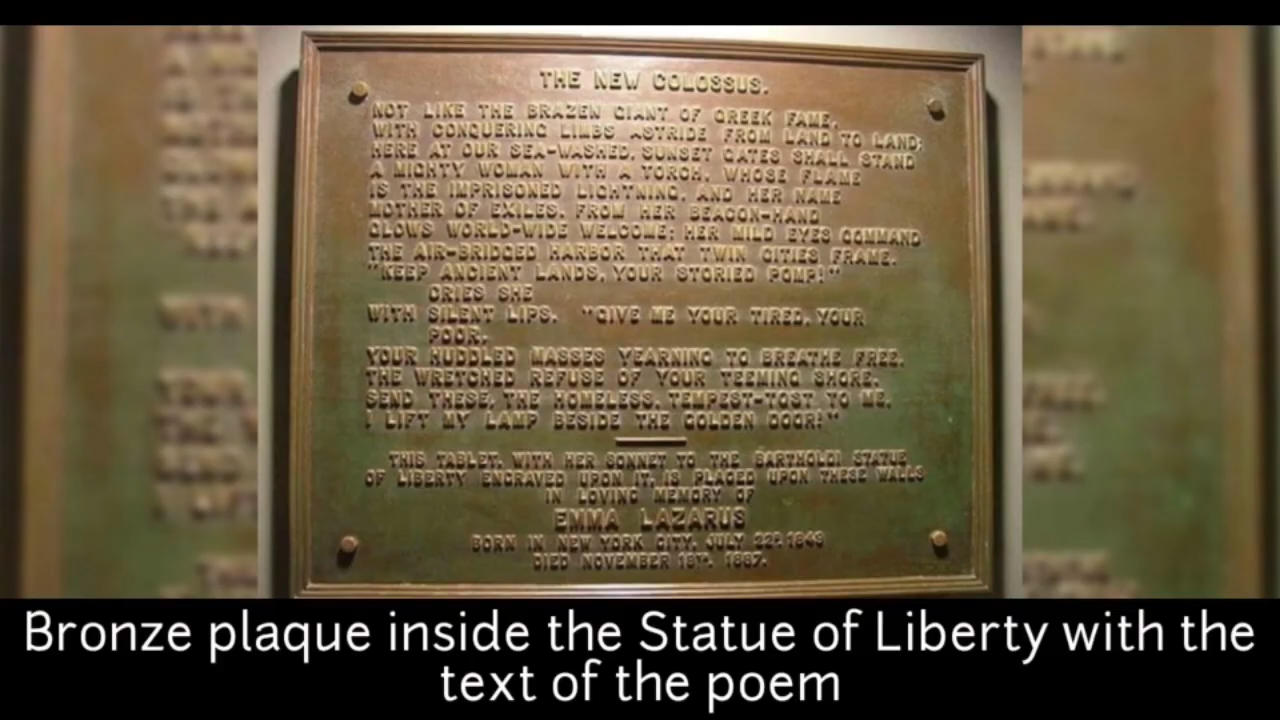 THE NEW COLOSSUS.
NOT LIKE THE BRAZEN GIANT OF GREEK FAME,
WITH CONQUERING LIMBS ASTRIDE FROM LAND TO LAND;
HERE AT OUR SEA-WASHED, SUNSET GATES SHALL STAND
A MIGHTY WOMAN WITH A TORCH, WHOSE FLAME
IS THE IMPRISONED LIGHTNING, AND HER NAME
MOTHER OF EXILES. FROM HER BEACON-HAND
GLOWS WORLD-WIDE WELCOME; HER MILD EYES COMMAND
THE AIR-BRIDGED HARBOR THAT TWIN CITIES FRAME.
"KEEP ANCIENT LANDS, YOUR STORIED POMP!"
CRIES SHE
WITH SILENT LIPS. "GIVE ME YOUR TIRED, YOUR
POOR,
YOUR HUDDLED MASSES YEARNING TO BREATHE FREE,
THE WRETCHED REFUSE OF YOUR TEEMING SHORE.
SEND THESE, THE HOMELESS, TEMPEST-TOST TO ME,
I LIFT MY LAMP BESIDE THE GOLDEN DOOR!"
THIS TABLET, WITH HER SONNET TO THE BARTHOLDI STATUE
OF LIBERTY ENGRAVED UPON IT, IS PLACED UPON THESE WALLS
IN LOVING MEMORY OF
EMMA LAZARUS
BORN IN NEW YORK CITY, JULY 22D, 1849
DIED NOVEMBER 19TH, 1887.
Bronze plaque inside the Statue of Liberty with the
text of the poem